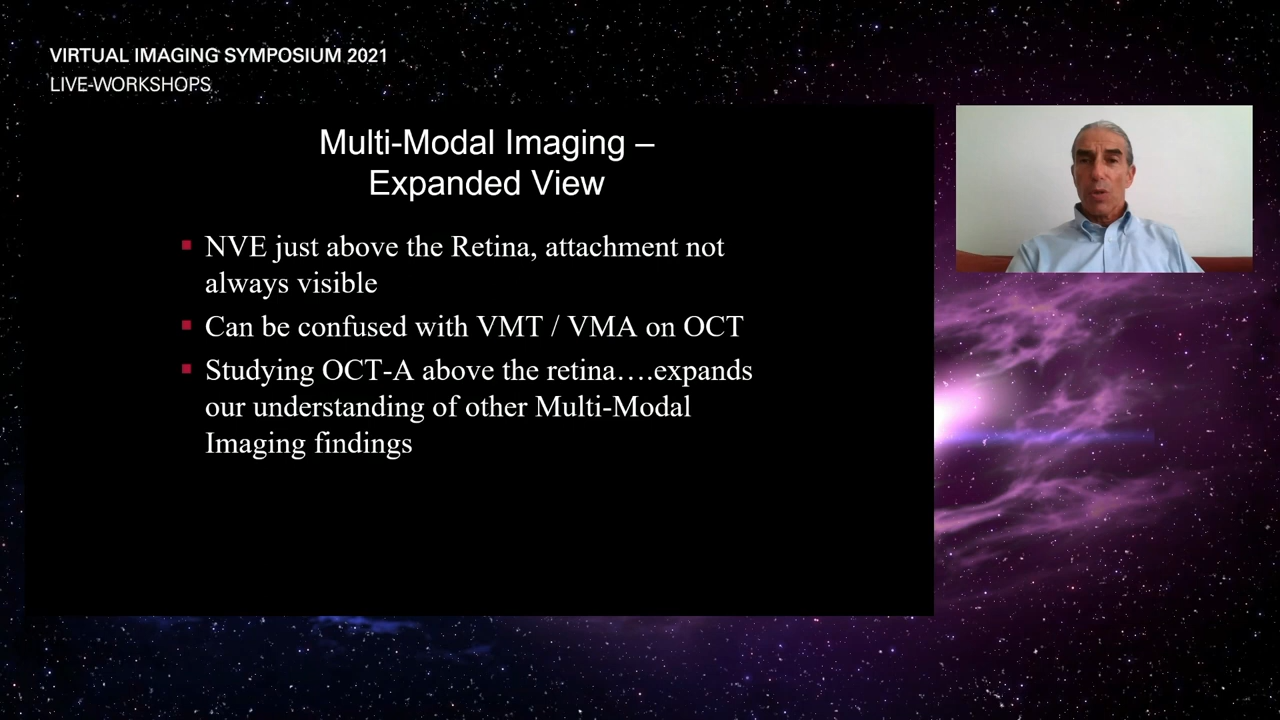 VIRTUAL IMAGING SYMPOSIUM 2021
LIVE-WORKSHOPS
Multi-Modal Imaging –
Expanded View
NVE just above the Retina, attachment not
always visible
Can be confused with VMT / VMA on OCT
Studying OCT-A above the retina….expands
our understanding of other Multi-Modal
Imaging findings